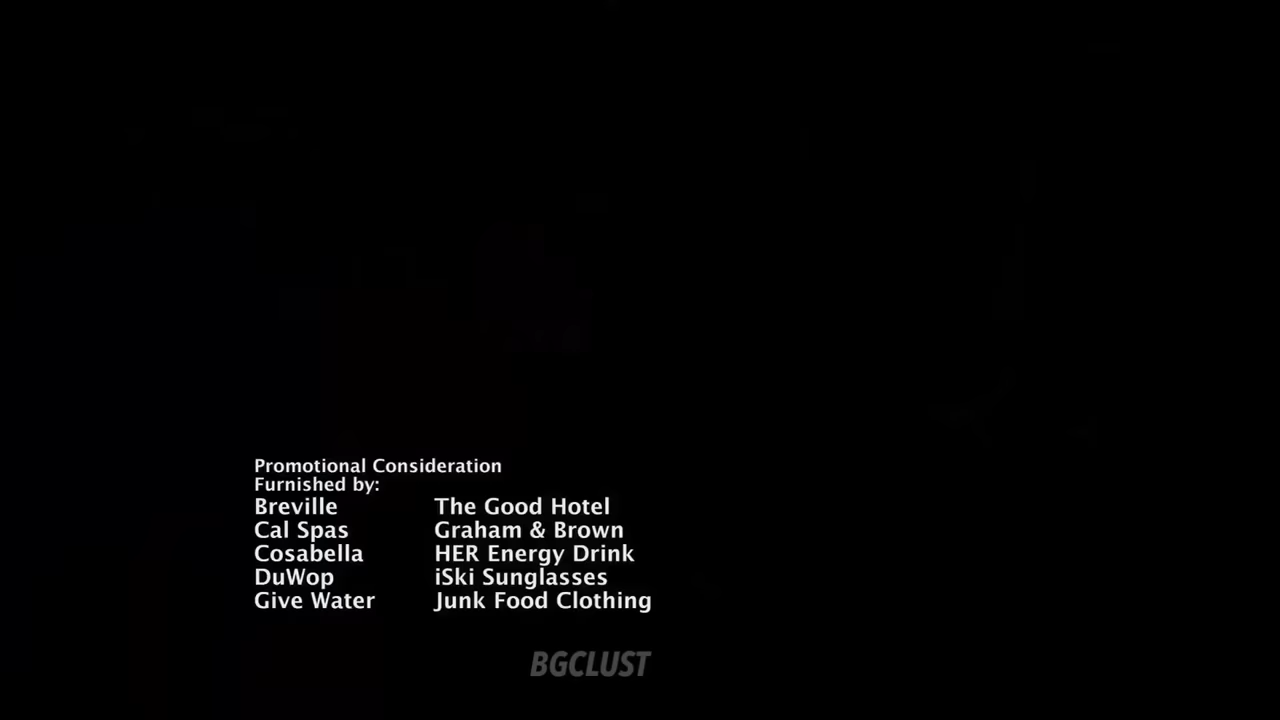 Promotional Consideration
Furnished by:
Breville The Good Hotel
Cal Spas Graham & Brown
Cosabella HER Energy Drink
DuWop iSki Sunglasses
Give Water Junk Food Clothing
BGCLUST